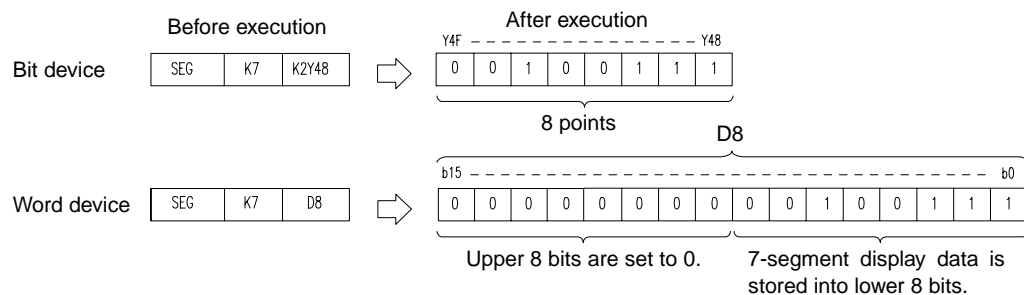 Before execution
After execution
Y4F Y48
Bit device SEG K7 K2Y48 0 0 1 0 0 1 1 1
8 points
D8
b15 b0
Word device SEG K7 D8 0 0 0 0 0 0 0 0 0 0 1 0 0 1 1 1
Upper 8 bits are set to 0.
7-segment display data is
stored into lower 8 bits.